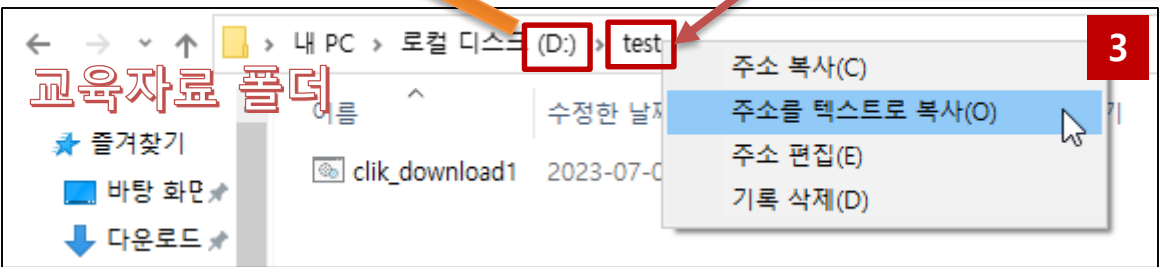 내 PC > 로컬 디스크 (D:) > test
3
교육자료 폴더
이름
수정한 날짜
즐겨찾기
clik_download1
2023-07-0
바탕 화면
다운로드
주소 복사(C)
주소를 텍스트로 복사(O)
주소 편집(E)
기록 삭제(D)
기